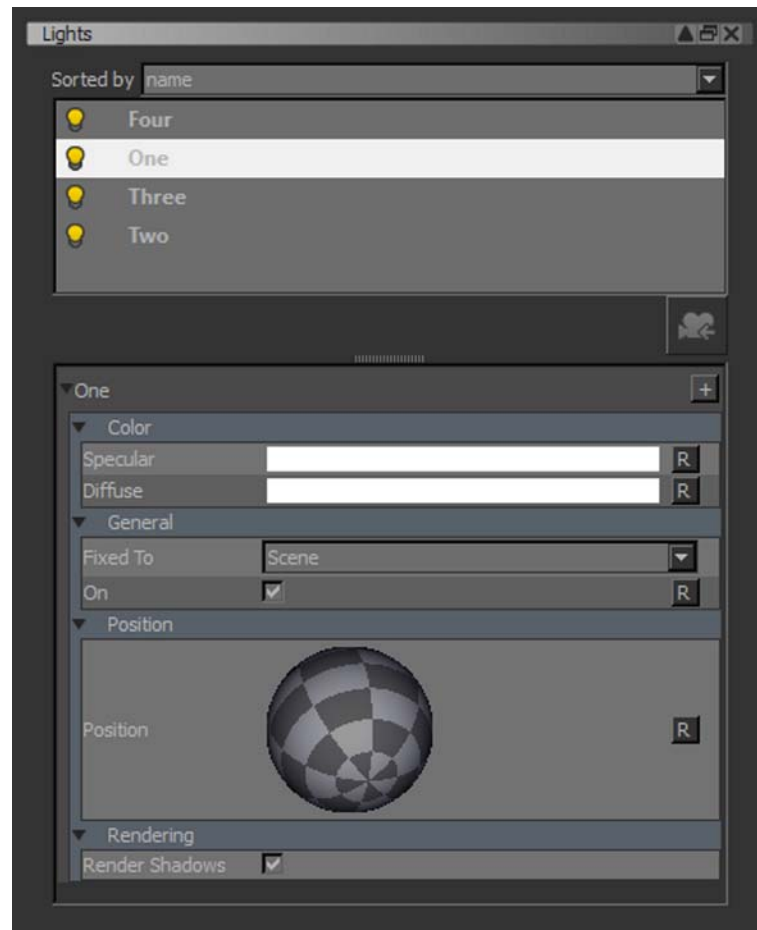 Lights
Sorted by name
Four
One
Three
Two
One +
Color
Specular R
Diffuse R
General
Fixed To Scene
On R
Position
Position R
Rendering
Render Shadows